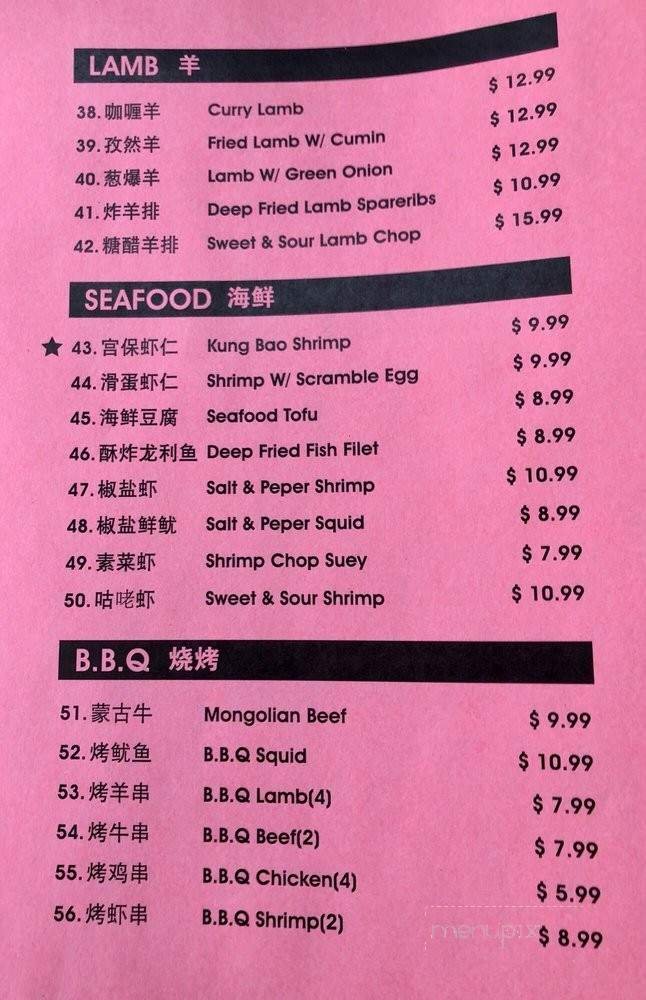 LAMB 羊
38.咖喱羊 Curry Lamb $ 12.99
39.孜然羊 Fried Lamb W/ Cumin $ 12.99
40.葱爆羊 Lamb W/ Green Onion $ 12.99
41.炸羊排 Deep Fried Lamb Spareribs $ 10.99
42.糖醋羊排 Sweet & Sour Lamb Chop $ 15.99
SEAFOOD 海鲜
★ 43.宫保虾仁 Kung Bao Shrimp $ 9.99
44.滑蛋虾仁 Shrimp W/ Scramble Egg $ 9.99
45.海鲜豆腐 Seafood Tofu $ 8.99
46.酥炸龙利鱼 Deep Fried Fish Filet $ 8.99
47.椒盐虾 Salt & Peper Shrimp $ 10.99
48.椒盐鲜鱿 Salt & Peper Squid $ 8.99
49.素菜虾 Shrimp Chop Suey $ 7.99
50.咕咾虾 Sweet & Sour Shrimp $ 10.99
B.B.Q 烧烤
51.蒙古牛 Mongolian Beef $ 9.99
52.烤鱿鱼 B.B.Q Squid $ 10.99
53.烤羊串 B.B.Q Lamb(4) $ 7.99
54.烤牛串 B.B.Q Beef(2) $ 7.99
55.烤鸡串 B.B.Q Chicken(4) $ 5.99
56.烤虾串 B.B.Q Shrimp(2) $ 8.99
menupix